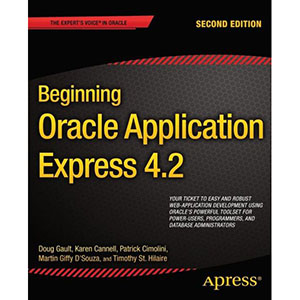 THE EXPERT'S VOICE® IN ORACLE
SECOND EDITION
Beginning
Oracle Application
Express 4.2
YOUR TICKET TO EASY AND ROBUST
WEB-APPLICATION DEVELOPMENT USING
ORACLE'S POWERFUL TOOLSET FOR
POWER-USERS, PROGRAMMERS, AND
DATABASE ADMINISTRATORS
Doug Gault, Karen Cannell, Patrick Cimolini,
Martin Giffy D'Souza, and Timothy St. Hilaire
Apress®